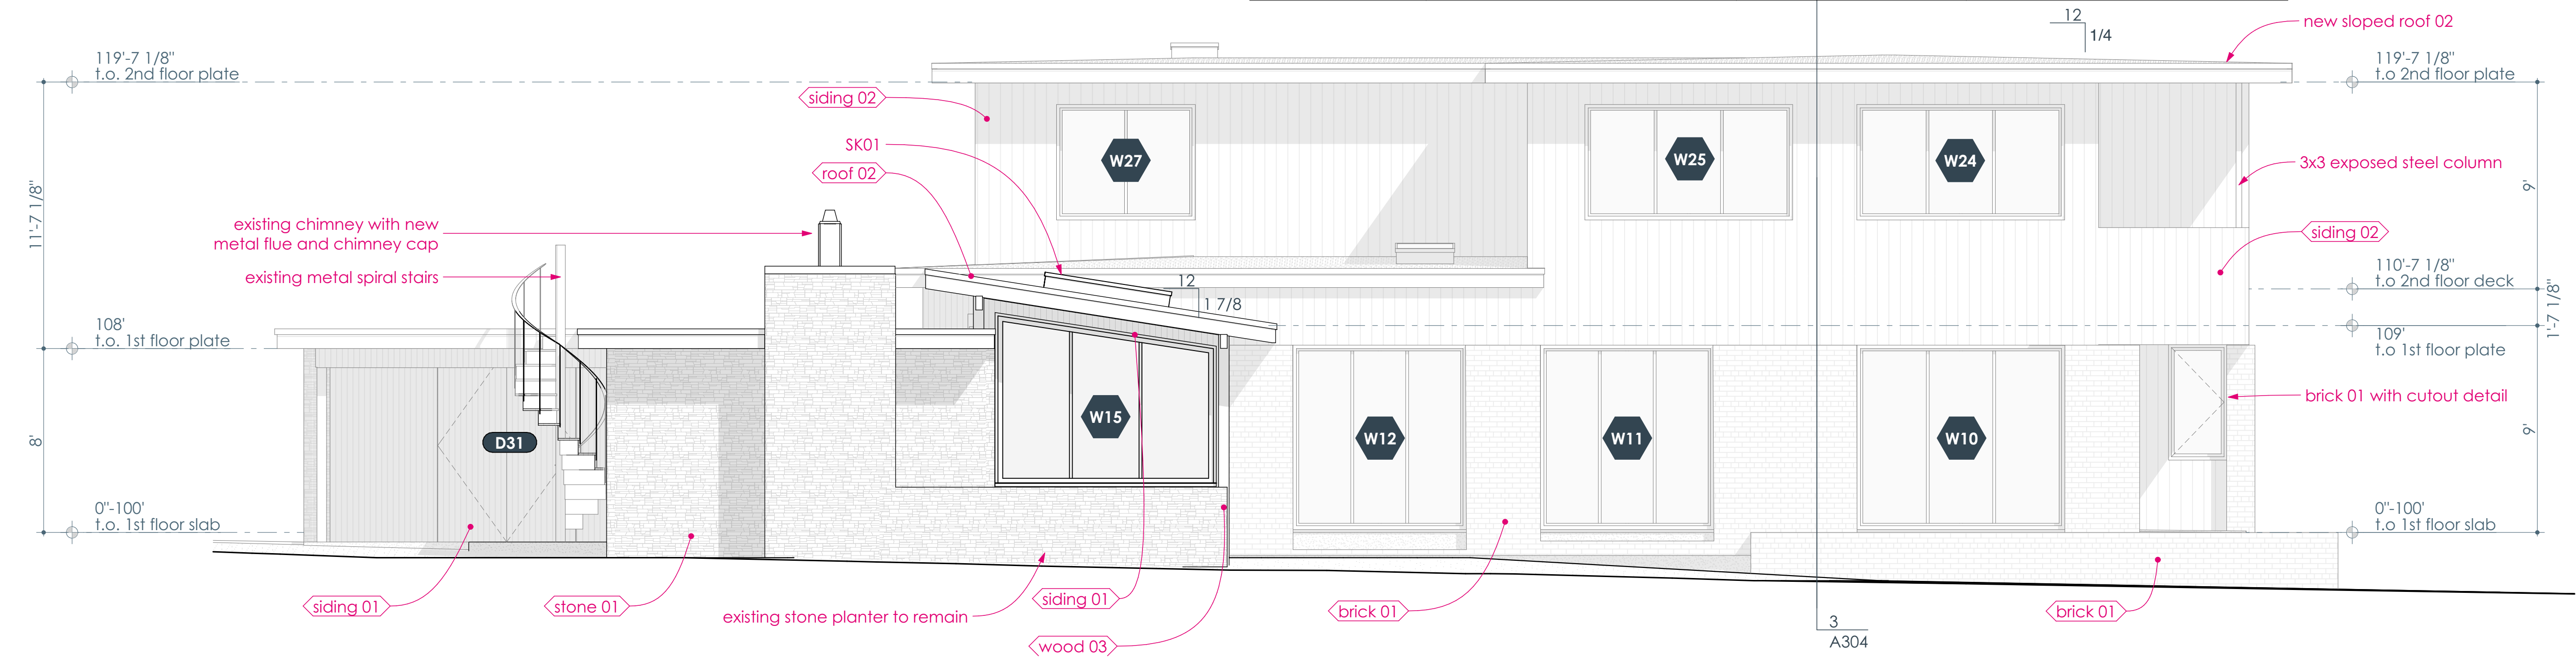 12
1/4
new sloped roof 02
119'-7 1/8"
t.o. 2nd floor plate
119'-7 1/8"
t.o 2nd floor plate
siding 02
SK01
roof 02
W27
W25
W24
3x3 exposed steel column
9'
11'-7 1/8"
existing chimney with new
metal flue and chimney cap
existing metal spiral stairs
siding 02
110'-7 1/8"
t.o 2nd floor deck
1'-7 1/8"
12
1 7/8
108'
t.o. 1st floor plate
109'
t.o 1st floor plate
8'
D31
W15
W12
W11
W10
brick 01 with cutout detail
9'
0"-100'
t.o. 1st floor slab
0"-100'
t.o 1st floor slab
siding 01
stone 01
existing stone planter to remain
siding 01
wood 03
brick 01
brick 01
3
A304